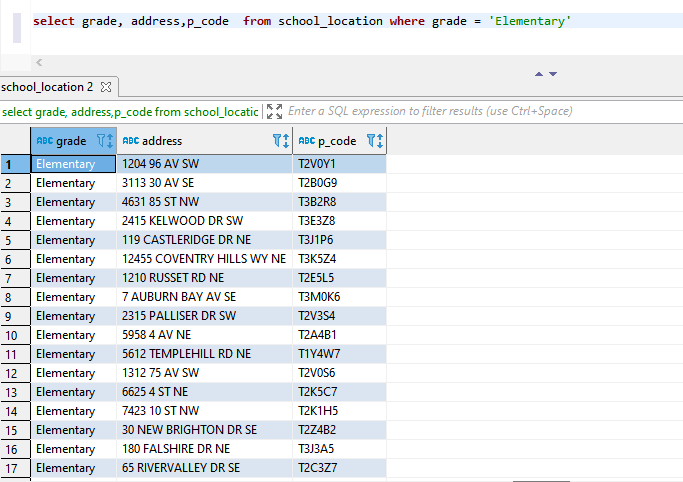 select grade, address,p_code  from school_location where grade = 'Elementary'
school_location 2
select grade, address,p_code from school_locatic Enter a SQL expression to filter results (use Ctrl+Space)
ABC grade ABC address ABC p_code
1 Elementary 1204 96 AV SW T2V0Y1
2 Elementary 3113 30 AV SE T2B0G9
3 Elementary 4631 85 ST NW T3B2R8
4 Elementary 2415 KELWOOD DR SW T3E3Z8
5 Elementary 119 CASTLERIDGE DR NE T3J1P6
6 Elementary 12455 COVENTRY HILLS WY NE T3K5Z4
7 Elementary 1210 RUSSET RD NE T2E5L5
8 Elementary 7 AUBURN BAY AV SE T3M0K6
9 Elementary 2315 PALLISER DR SW T2V3S4
10 Elementary 5958 4 AV NE T2A4B1
11 Elementary 5612 TEMPLEHILL RD NE T1Y4W7
12 Elementary 1312 75 AV SW T2V0S6
13 Elementary 6625 4 ST NE T2K5C7
14 Elementary 7423 10 ST NW T2K1H5
15 Elementary 30 NEW BRIGHTON DR SE T2Z4B2
16 Elementary 180 FALSHIRE DR NE T3J3A5
17 Elementary 65 RIVERVALLEY DR SE T2C3Z7